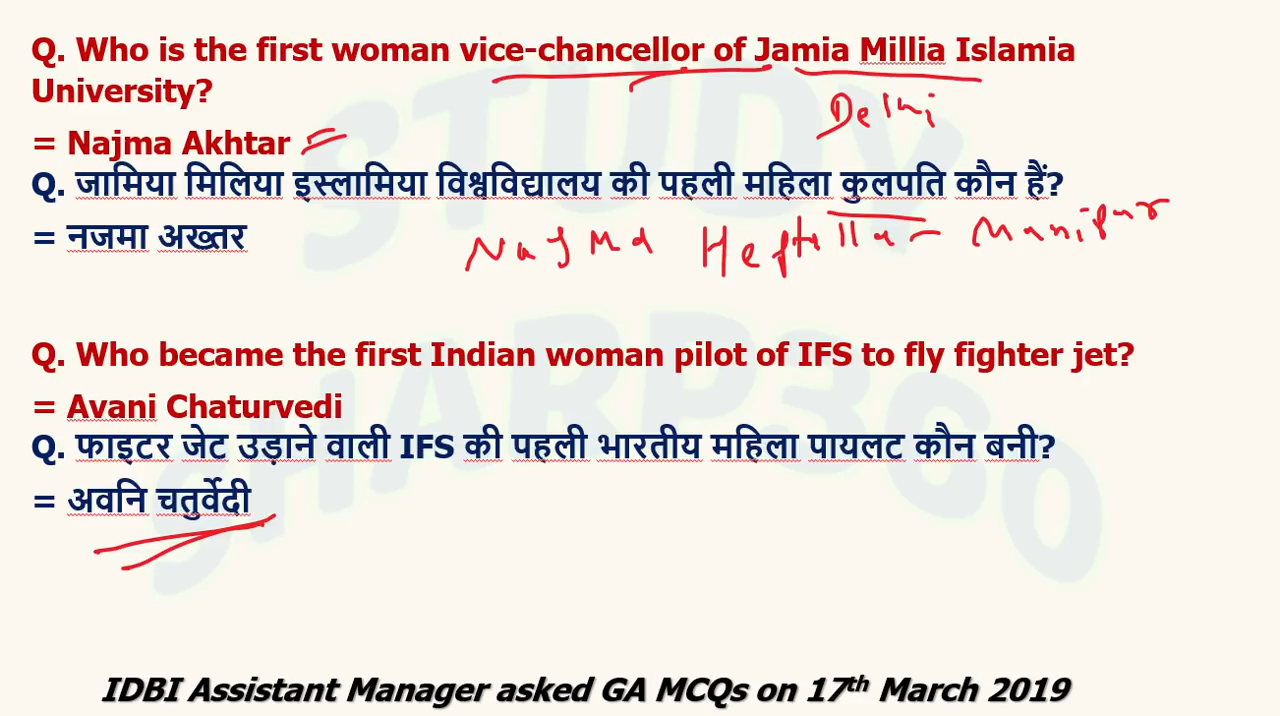 Q. Who is the first woman vice-chancellor of Jamia Millia Islamia
University?
Delhi
= Najma Akhtar
Q. जामिया मिलिया इस्लामिया विश्वविद्यालय की पहली महिला कुलपति कौन हैं?
= नजमा अख्तर
Najma Heptulla - Manipur
Q. Who became the first Indian woman pilot of IFS to fly fighter jet?
= Avani Chaturvedi
Q. फाइटर जेट उड़ाने वाली IFS की पहली भारतीय महिला पायलट कौन बनी?
= अवनि चतुर्वेदी
STUDY
SHARP360
IDBI Assistant Manager asked GA MCQs on 17th March 2019